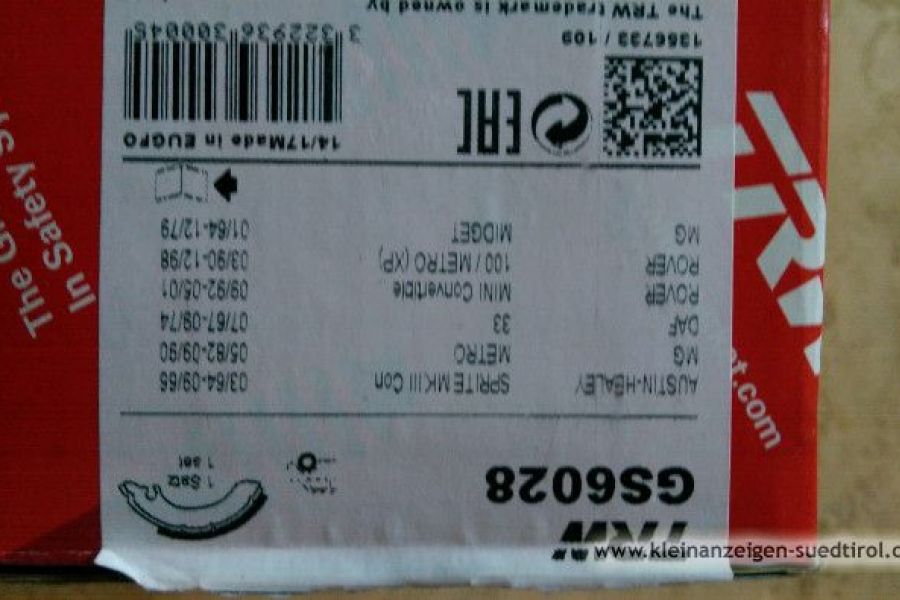 TRW
GS6028
1 Satz
1 set
AUSTIN-HEALEY SPRITE MK III Con 03/64-09/66
MG METRO 05/82-09/90
DAF 33 07/67-09/74
ROVER MINI Convertible 09/92-05/01
ROVER 100 / METRO (XP) 03/90-12/98
MG MIDGET 01/64-12/79
14/17Made in EUGFO
EAC
1366733 / 109
3 322936 300045
The TRW trademark is owned by
TRW
.com
The
In Safety
www.kleinanzeigen-suedtirol.c